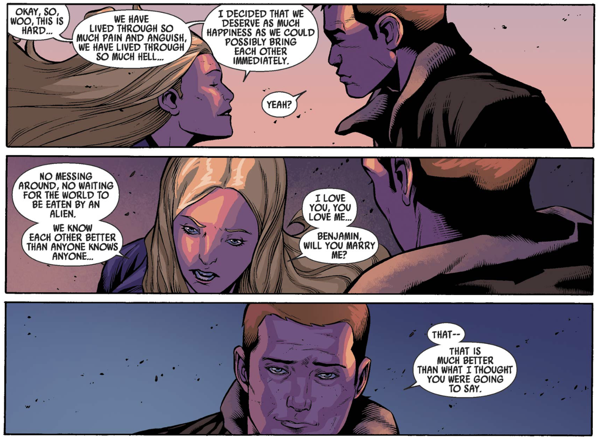 OKAY, SO,
WOO, THIS IS
HARD...
WE HAVE
LIVED THROUGH SO
MUCH PAIN AND ANGUISH,
WE HAVE LIVED THROUGH
SO MUCH HELL...
I DECIDED THAT WE
DESERVE AS MUCH
HAPPINESS AS WE COULD
POSSIBLY BRING
EACH OTHER
IMMEDIATELY.
YEAH?
NO MESSING
AROUND, NO WAITING
FOR THE WORLD TO
BE EATEN BY AN
ALIEN.
WE KNOW
EACH OTHER BETTER
THAN ANYONE KNOWS
ANYONE...
I LOVE
YOU, YOU
LOVE ME...
BENJAMIN,
WILL YOU MARRY
ME?
THAT--
THAT IS
MUCH BETTER
THAN WHAT I THOUGHT
YOU WERE GOING
TO SAY.